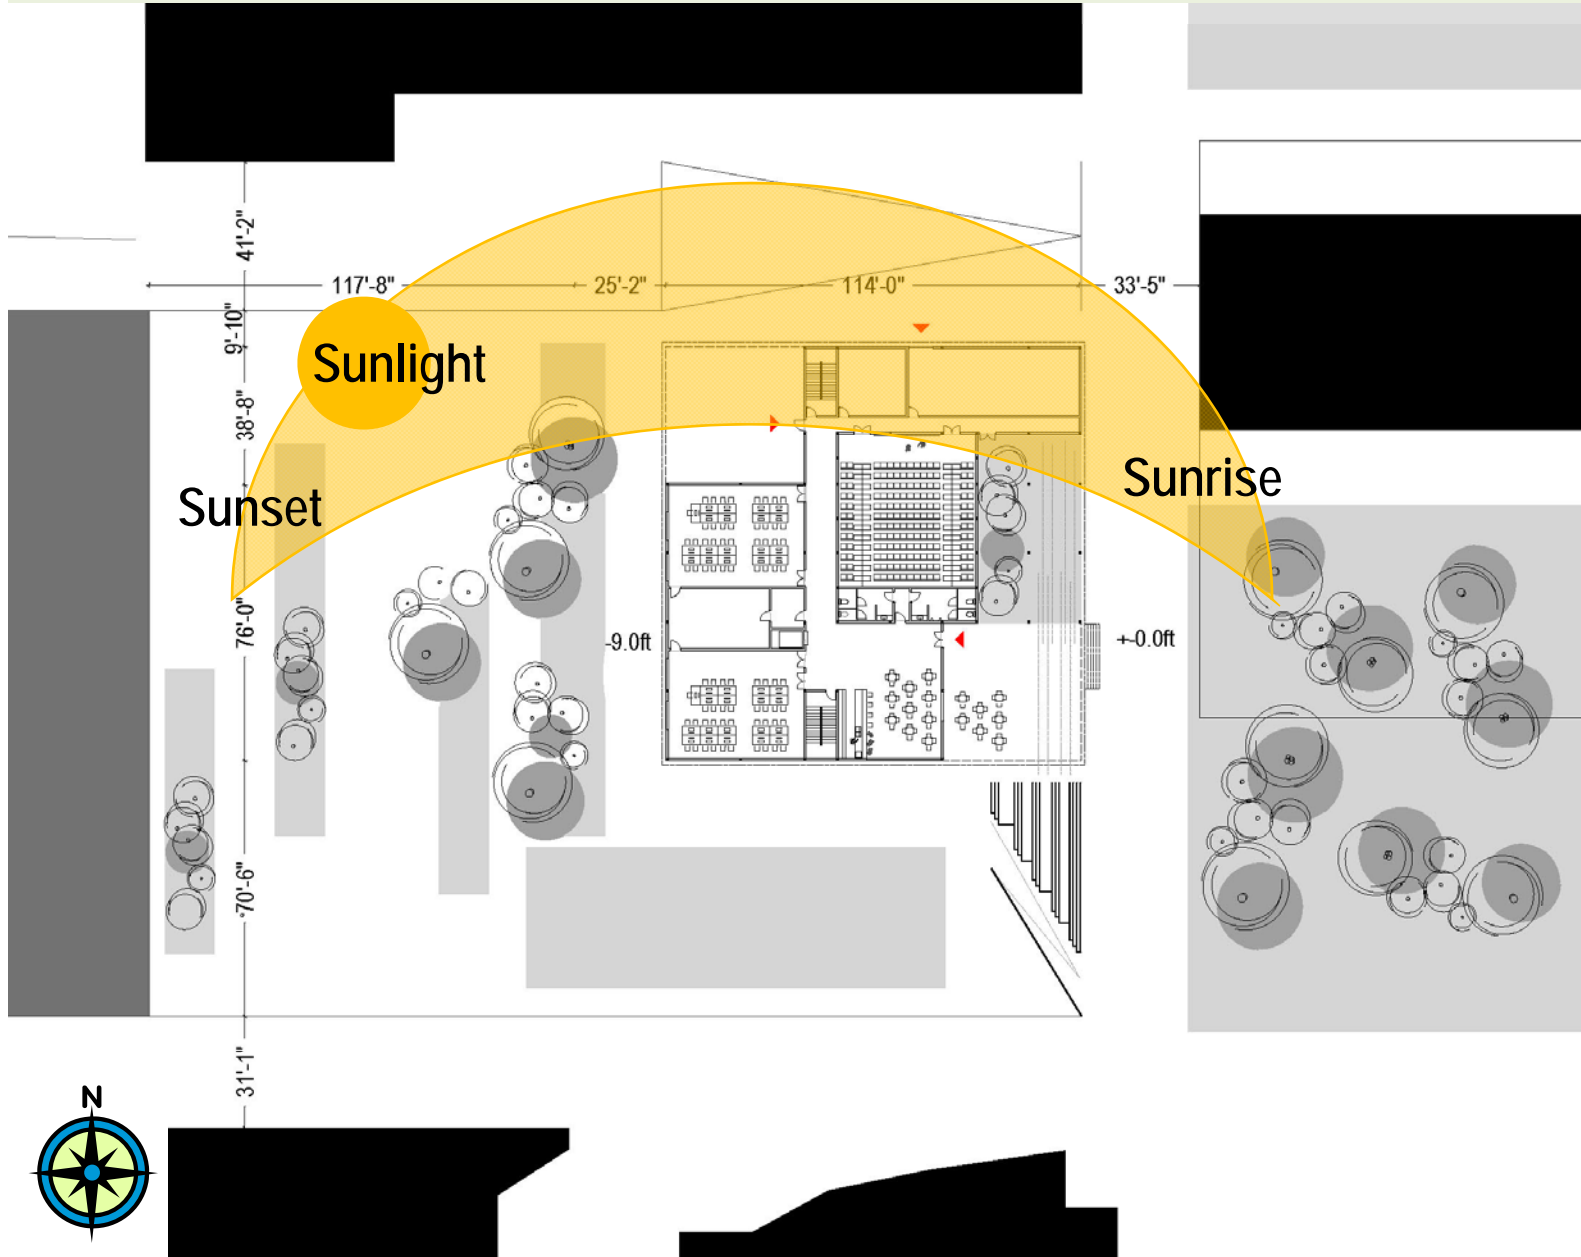 41'-2"
117'-8"
25'-2"
114'-0"
33'-5"
9'-10"
Sunlight
38'-8"
Sunset
Sunrise
76'-0"
-9.0ft
+-0.0ft
70'-6"
31'-1"
N